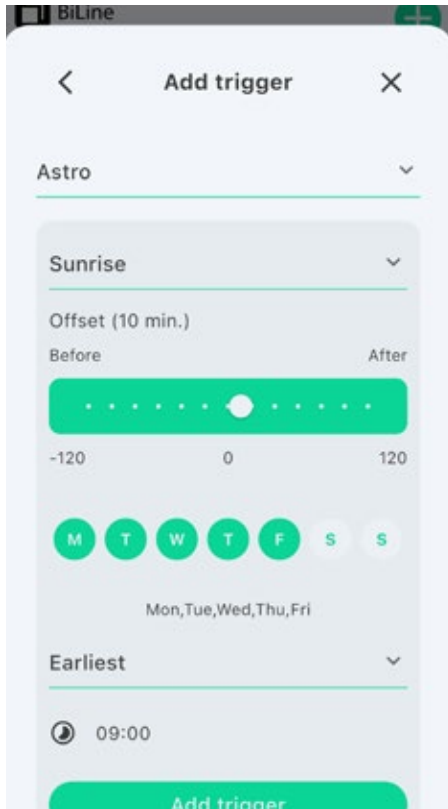 BiLine
Add trigger
Astro
Sunrise
Offset (10 min.)
Before After
-120 0 120
M T W T F S S
Mon,Tue,Wed,Thu,Fri
Earliest
09:00
Add trigger